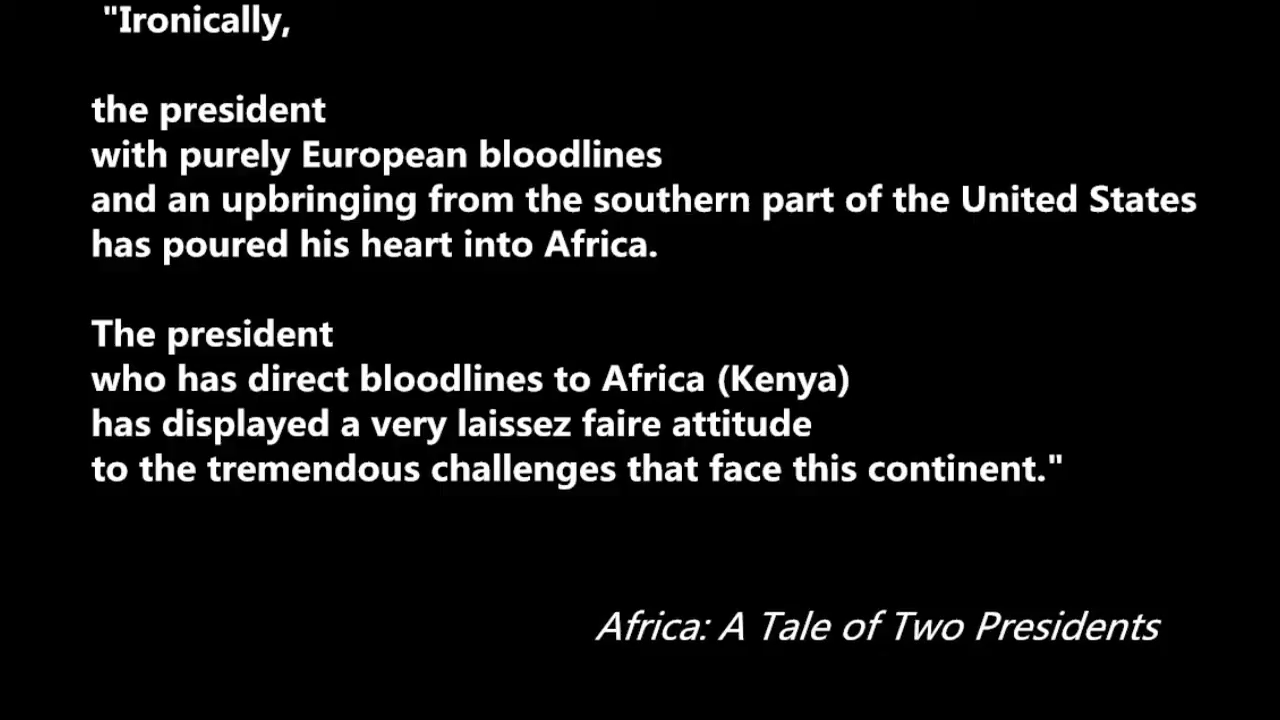 "Ironically,
the president
with purely European bloodlines
and an upbringing from the southern part of the United States
has poured his heart into Africa.
The president
who has direct bloodlines to Africa (Kenya)
has displayed a very laissez faire attitude
to the tremendous challenges that face this continent."
Africa: A Tale of Two Presidents